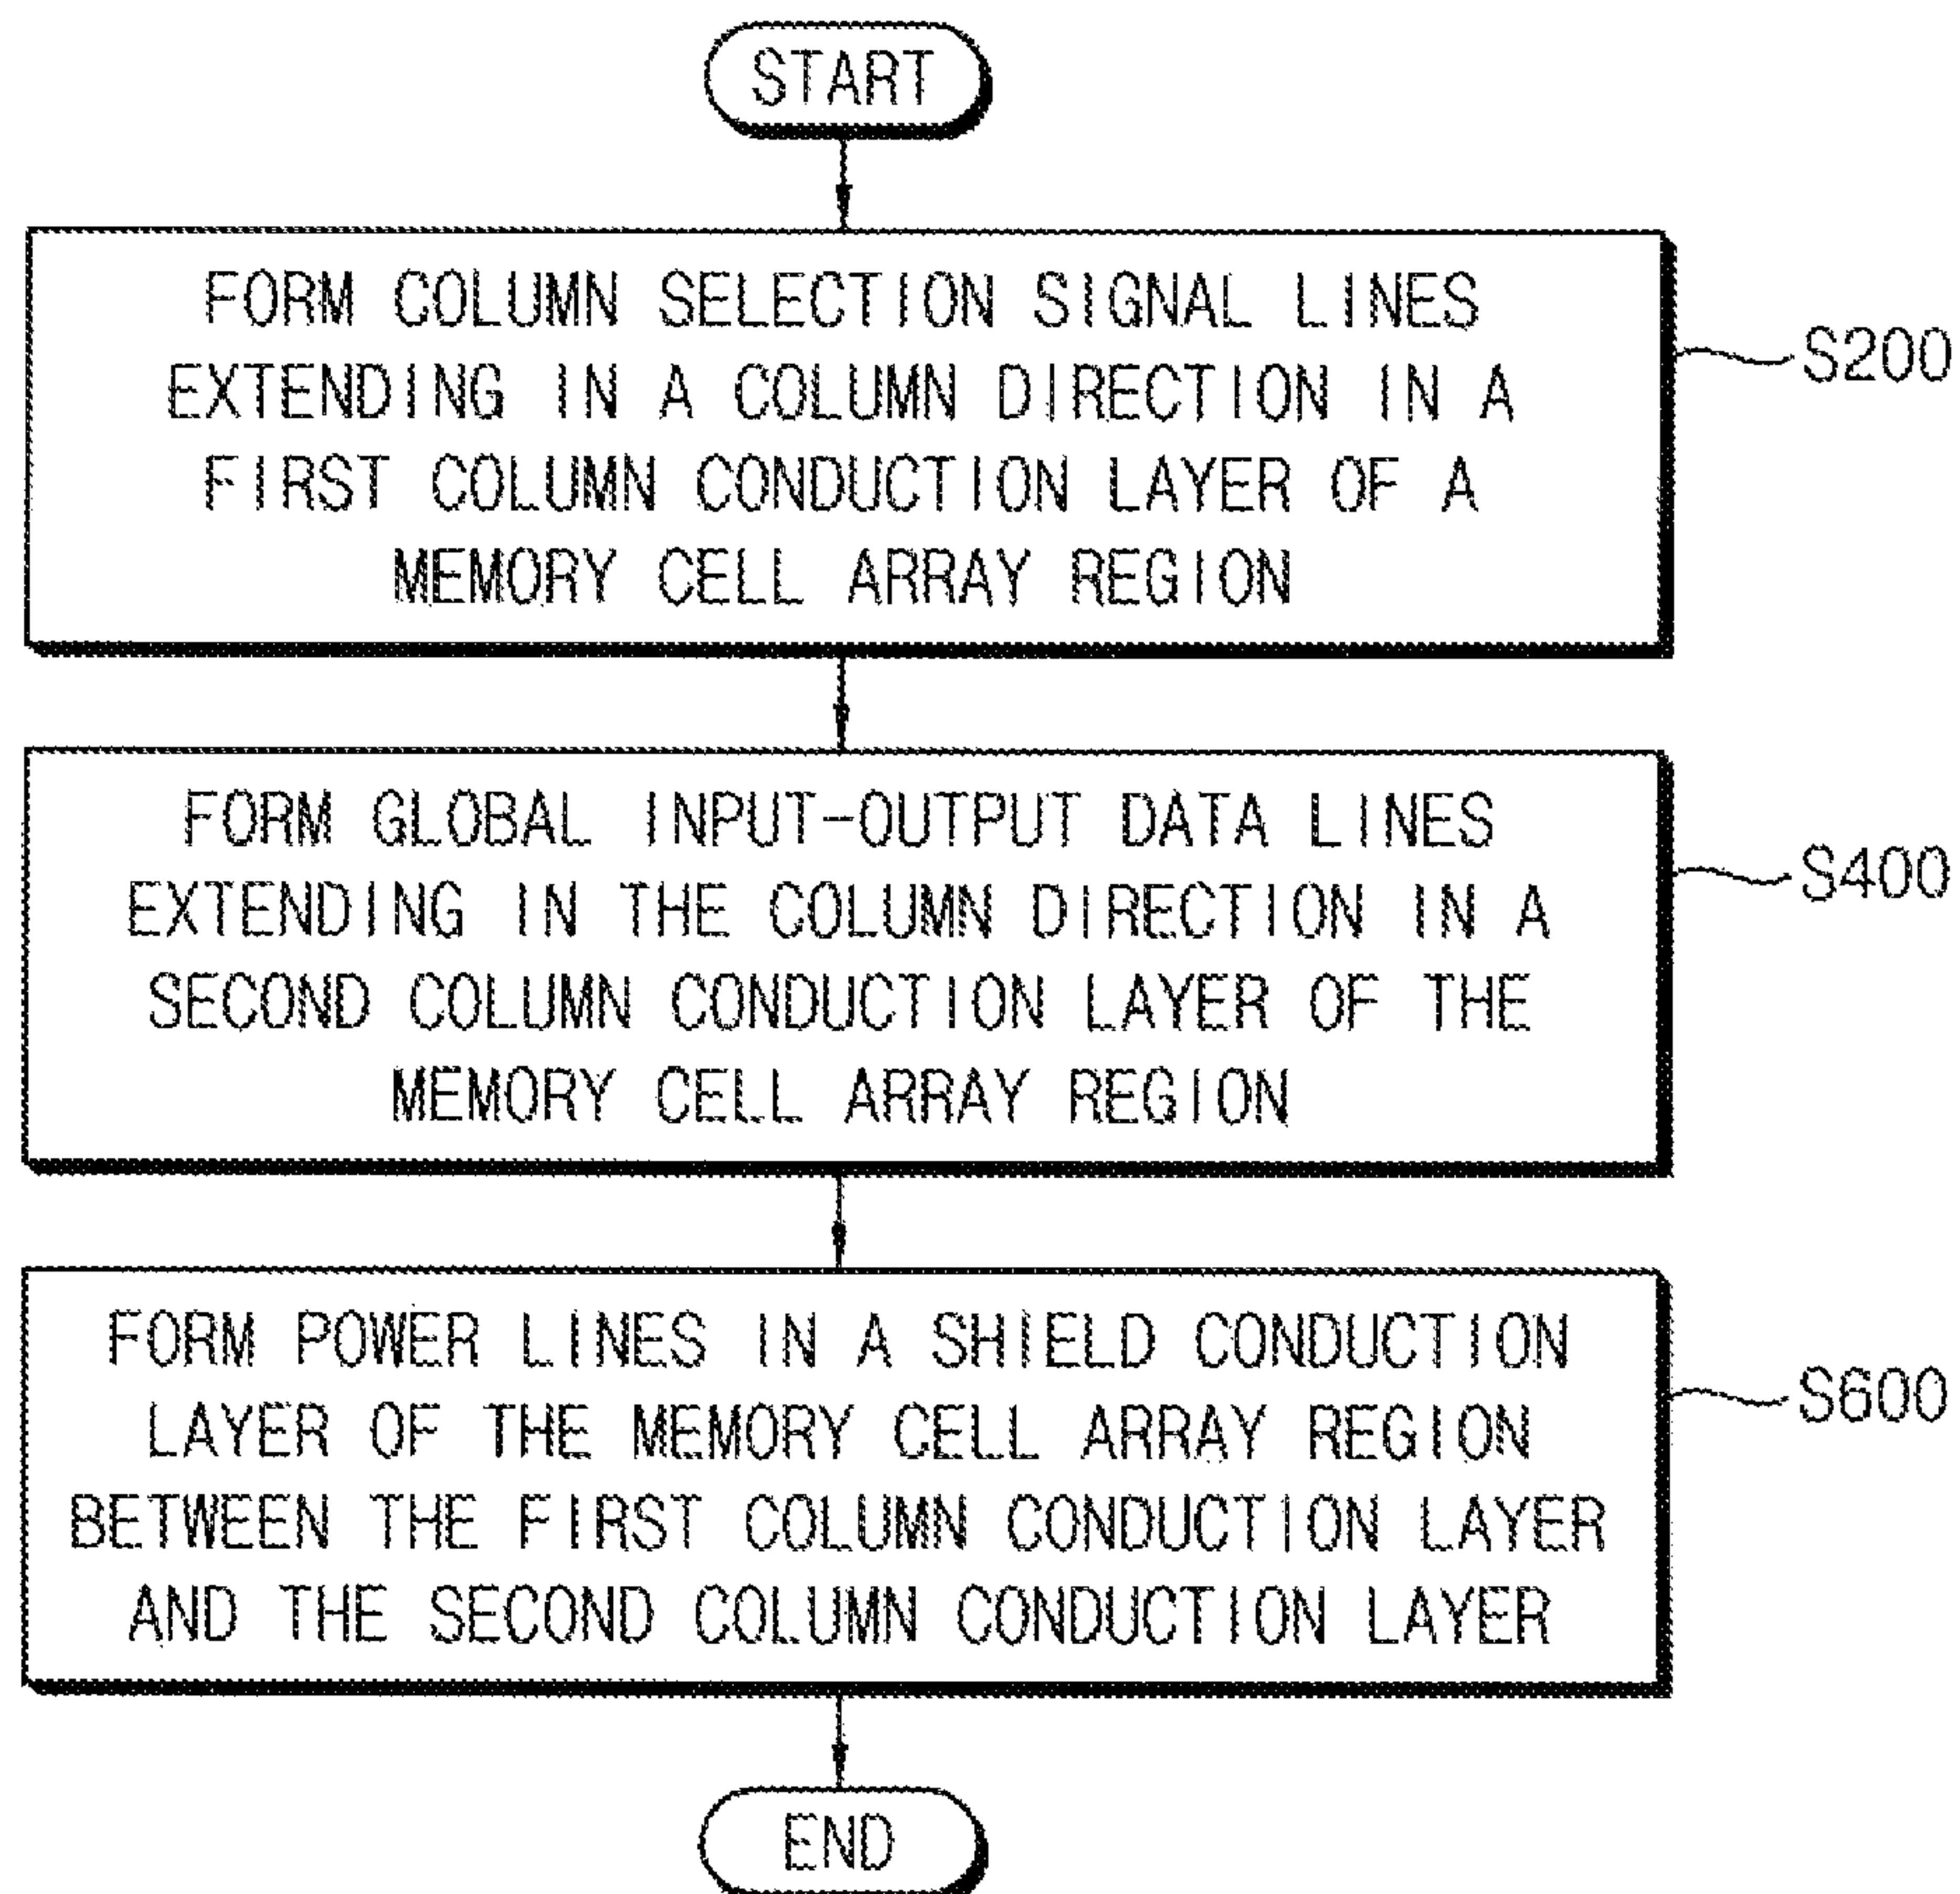 START
FORM COLUMN SELECTION SIGNAL LINES
EXTENDING IN A COLUMN DIRECTION IN A
FIRST COLUMN CONDUCTION LAYER OF A
MEMORY CELL ARRAY REGION
S200
FORM GLOBAL INPUT-OUTPUT DATA LINES
EXTENDING IN THE COLUMN DIRECTION IN A
SECOND COLUMN CONDUCTION LAYER OF THE
MEMORY CELL ARRAY REGION
S400
FORM POWER LINES IN A SHIELD CONDUCTION
LAYER OF THE MEMORY CELL ARRAY REGION
BETWEEN THE FIRST COLUMN CONDUCTION LAYER
AND THE SECOND COLUMN CONDUCTION LAYER
S600
END